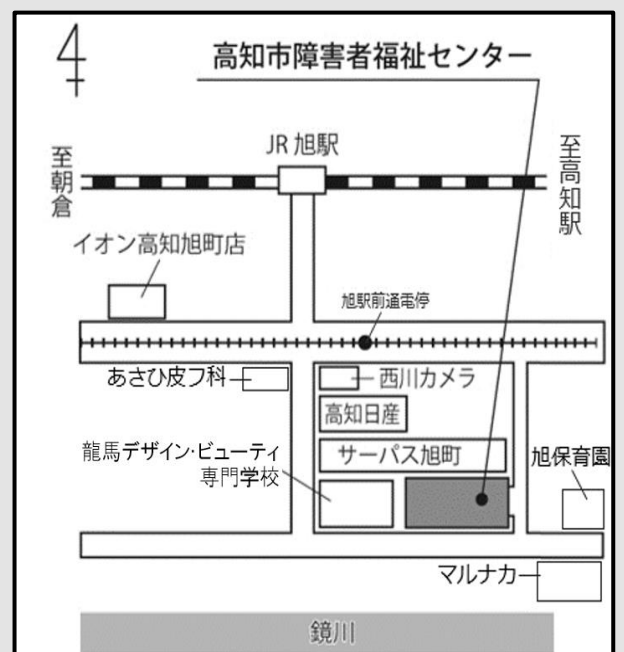 高知市障害者福祉センター
JR旭駅
至朝倉
至高知駅
イオン高知旭町店
旭駅前通電停
あさひ皮フ科
西川カメラ
高知日産
龍馬デザイン・ビューティ
専門学校
サーパス旭町
旭保育園
マルナカ
鏡川